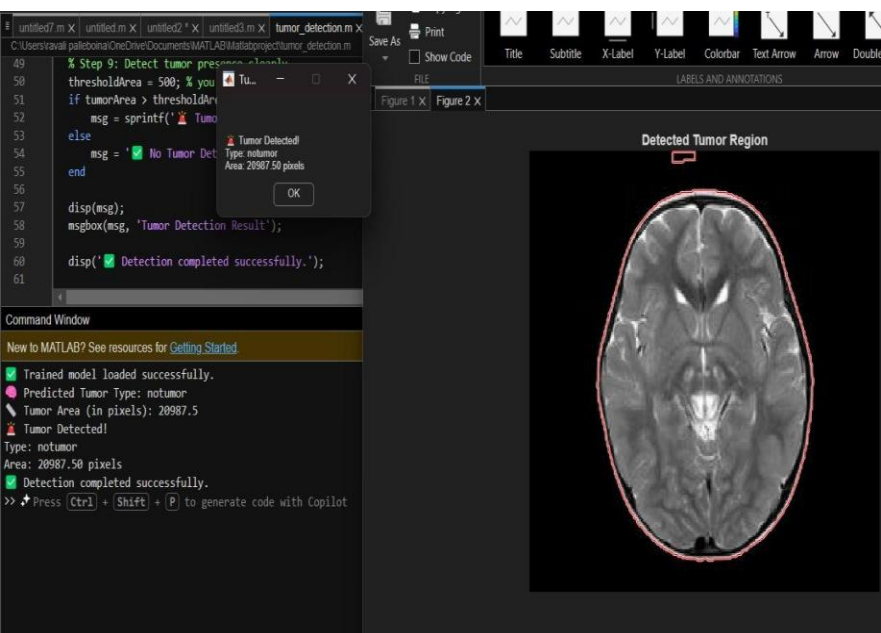 untitled7.m X untitled.m X untitled2 * X untitled3.m X tumor_detection.m X
C:\Users\ravali palleboina\OneDrive\Documents\MATLAB\Matlabproject\tumor_detection.m
49 % Step 9: Detect tumor presence cleanly
50 thresholdArea = 500; % you
51 if tumorArea > thresholdAre
52 msg = sprintf('🚨 Tumo
53 else
54 msg = '✅ No Tumor Det
55 end
56
57 disp(msg);
58 msgbox(msg, 'Tumor Detection Result');
59
60 disp('✅ Detection completed successfully.');
61
Tu...
🚨 Tumor Detected!
Type: notumor
Area: 20987.50 pixels
OK
Command Window
New to MATLAB? See resources for Getting Started.
✅ Trained model loaded successfully.
🧠 Predicted Tumor Type: notumor
📏 Tumor Area (in pixels): 20987.5
🚨 Tumor Detected!
Type: notumor
Area: 20987.50 pixels
✅ Detection completed successfully.
>> Press Ctrl + Shift + P to generate code with Copilot
Save As
Print
Show Code
FILE
Title Subtitle X-Label Y-Label Colorbar Text Arrow Arrow Double
LABELS AND ANNOTATIONS
Figure 1 X Figure 2 X
Detected Tumor Region